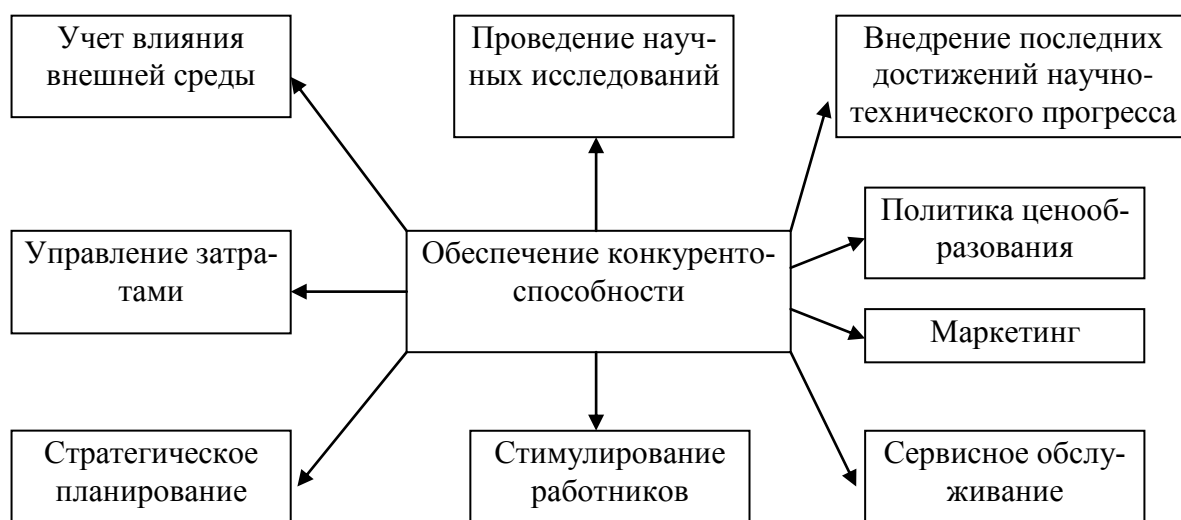 Учет влияния
внешней среды
Проведение науч-
ных исследований
Внедрение последних
достижений научно-
технического прогресса
Управление затра-
тами
Обеспечение конкуренто-
способности
Политика ценооб-
разования
Маркетинг
Стратегическое
планирование
Стимулирование
работников
Сервисное обслу-
живание